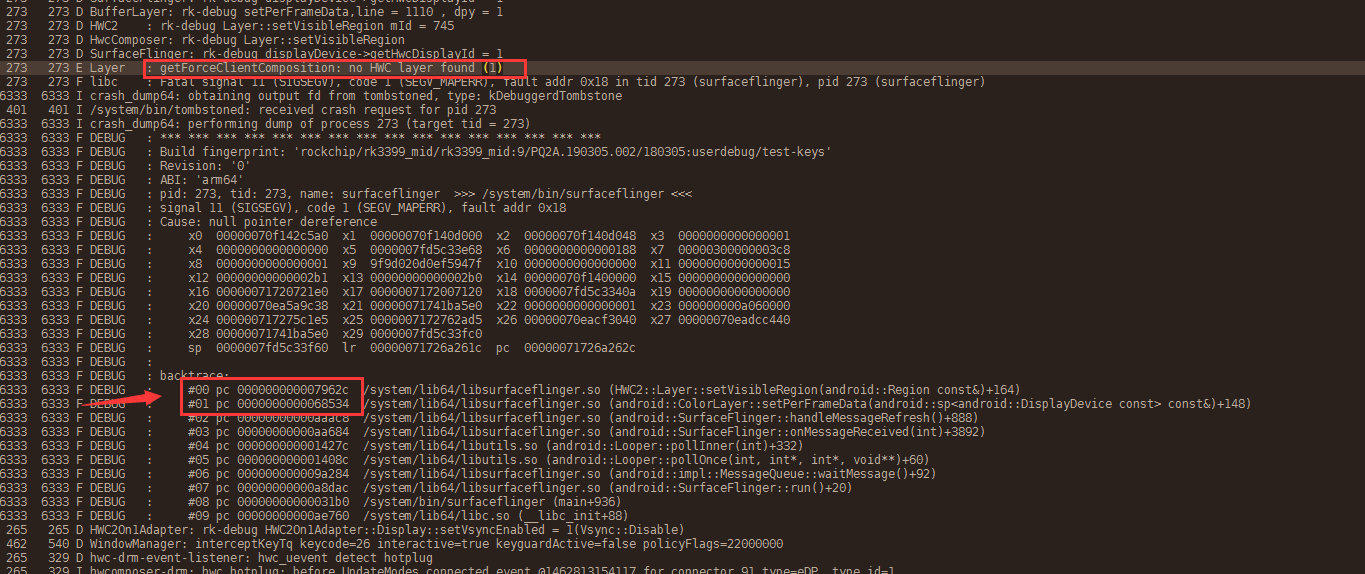 273 273 D BufferLayer: rk-debug setPerFrameData,line = 1110 , dpy = 1
273 273 D HWC2 : rk-debug Layer::setVisibleRegion mId = 745
273 273 D HwcComposer: rk-debug Layer::setVisibleRegion
273 273 D SurfaceFlinger: rk-debug displayDevice->getHwcDisplayId = 1
273 273 E Layer : getForceClientComposition: no HWC layer found (1)
273 273 F libc : Fatal signal 11 (SIGSEGV), code 1 (SEGV_MAPERR), fault addr 0x18 in tid 273 (surfaceflinger), pid 273 (surfaceflinger)
6333 6333 I crash_dump64: obtaining output fd from tombstoned, type: kDebuggerdTombstone
401 401 I /system/bin/tombstoned: received crash request for pid 273
6333 6333 I crash_dump64: performing dump of process 273 (target tid = 273)
6333 6333 F DEBUG : *** *** *** *** *** *** *** *** *** *** *** *** *** *** *** ***
6333 6333 F DEBUG : Build fingerprint: 'rockchip/rk3399_mid/rk3399_mid:9/PQ2A.190305.002/180305:userdebug/test-keys'
6333 6333 F DEBUG : Revision: '0'
6333 6333 F DEBUG : ABI: 'arm64'
6333 6333 F DEBUG : pid: 273, tid: 273, name: surfaceflinger >>> /system/bin/surfaceflinger <<<
6333 6333 F DEBUG : signal 11 (SIGSEGV), code 1 (SEGV_MAPERR), fault addr 0x18
6333 6333 F DEBUG : Cause: null pointer dereference
6333 6333 F DEBUG : x0 00000070f142c5a0 x1 00000070f140d000 x2 00000070f140d048 x3 0000000000000001
6333 6333 F DEBUG : x4 0000000000000000 x5 0000007fd5c33e68 x6 0000000000000188 x7 00000300000003c8
6333 6333 F DEBUG : x8 0000000000000001 x9 9f9d020d0ef5947f x10 0000000000000000 x11 0000000000000015
6333 6333 F DEBUG : x12 00000000000002b1 x13 00000000000002b0 x14 00000070f1400000 x15 0000000000000000
6333 6333 F DEBUG : x16 00000071720721e0 x17 0000007172007120 x18 0000007fd5c3340a x19 0000000000000000
6333 6333 F DEBUG : x20 00000070ea5a9c38 x21 00000071741ba5e0 x22 0000000000000001 x23 000000000a060000
6333 6333 F DEBUG : x24 000000717275c1e5 x25 0000007172762ad5 x26 00000070eacf3040 x27 00000070eadcc440
6333 6333 F DEBUG : x28 00000071741ba5e0 x29 0000007fd5c33fc0
6333 6333 F DEBUG : sp 0000007fd5c33f60 lr 00000071726a261c pc 00000071726a262c
6333 6333 F DEBUG :
6333 6333 F DEBUG : backtrace:
6333 6333 F DEBUG : #00 pc 000000000007962c /system/lib64/libsurfaceflinger.so (HWC2::Layer::setVisibleRegion(android::Region const&)+164)
6333 6333 F DEBUG : #01 pc 0000000000068534 /system/lib64/libsurfaceflinger.so (android::ColorLayer::setPerFrameData(android::sp<android::DisplayDevice const> const&)+148)
6333 6333 F DEBUG : #02 pc 00000000000aaac8 /system/lib64/libsurfaceflinger.so (android::SurfaceFlinger::handleMessageRefresh()+888)
6333 6333 F DEBUG : #03 pc 00000000000aa684 /system/lib64/libsurfaceflinger.so (android::SurfaceFlinger::onMessageReceived(int)+3892)
6333 6333 F DEBUG : #04 pc 000000000001427c /system/lib64/libutils.so (android::Looper::pollInner(int)+332)
6333 6333 F DEBUG : #05 pc 000000000001408c /system/lib64/libutils.so (android::Looper::pollOnce(int, int*, int*, void**)+60)
6333 6333 F DEBUG : #06 pc 000000000009a284 /system/lib64/libsurfaceflinger.so (android::impl::MessageQueue::waitMessage()+92)
6333 6333 F DEBUG : #07 pc 00000000000a8dac /system/lib64/libsurfaceflinger.so (android::SurfaceFlinger::run()+20)
6333 6333 F DEBUG : #08 pc 00000000000031b0 /system/bin/surfaceflinger (main+936)
6333 6333 F DEBUG : #09 pc 00000000000ae760 /system/lib64/libc.so (__libc_init+88)
265 265 D HWC2On1Adapter: rk-debug HWC2On1Adapter::Display::setVsyncEnabled = 1(Vsync::Disable)
462 540 D WindowManager: interceptKeyTq keycode=26 interactive=true keyguardActive=false policyFlags=22000000
265 329 D hwc-drm-event-listener: hwc_uevent detect hotplug
265 329 I hwcomposer-drm: hwc_hotplug: before UpdateModes connected event @1462813154117 for connector 91 type=eDP, type_id=1